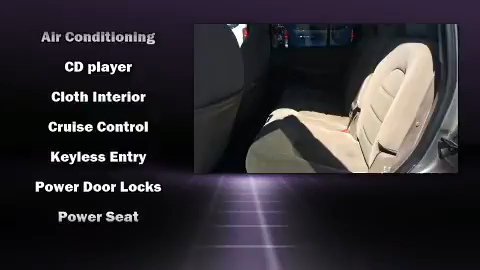 Air Conditioning
CD player
Cloth Interior
Cruise Control
Keyless Entry
Power Door Locks
Power Seat